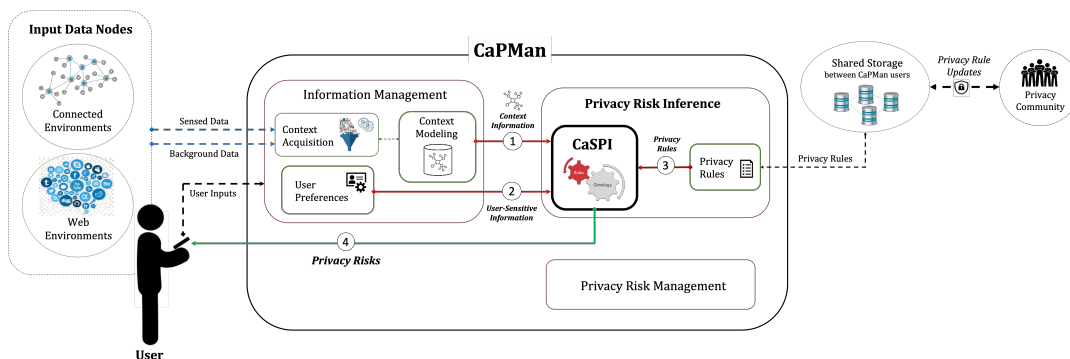 Input Data Nodes
Connected
Environments
Web
Environments
Sensed Data
Background Data
User Inputs
User
CaPMan
Information Management
Context
Acquisition
Context
Modeling
User
Preferences
Context
Information
1
2
User-Sensitive
Information
Privacy Risk Inference
CaSPI
Rules
Ontology
Privacy
Rules
3
Privacy
Rules
4
Privacy Risks
Privacy Risk Management
Privacy Rules
Shared Storage
between CaPMan users
Privacy Rule
Updates
Privacy
Community